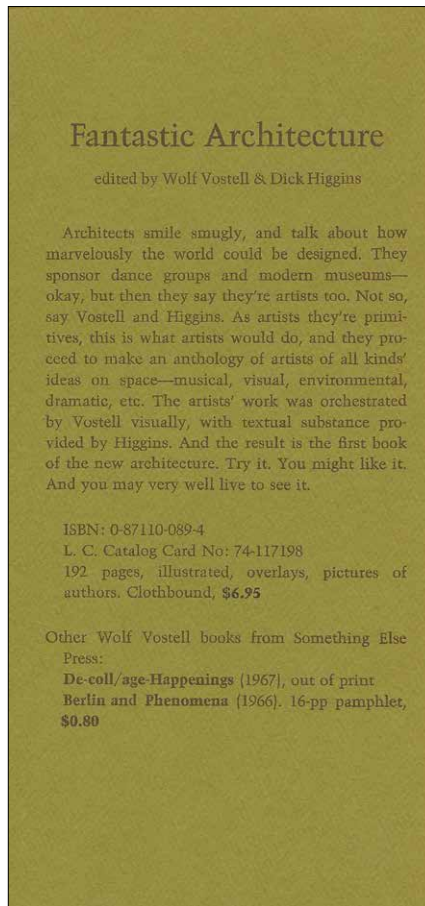 Fantastic Architecture
edited by Wolf Vostell & Dick Higgins
Architects smile smugly, and talk about how
marvelously the world could be designed. They
sponsor dance groups and modern museums—
okay, but then they say they're artists too. Not so,
say Vostell and Higgins. As artists they're primi-
tives, this is what artists would do, and they pro-
ceed to make an anthology of artists of all kinds'
ideas on space—musical, visual, environmental,
dramatic, etc. The artists' work was orchestrated
by Vostell visually, with textual substance pro-
vided by Higgins. And the result is the first book
of the new architecture. Try it. You might like it.
And you may very well live to see it.
ISBN: 0-87110-089-4
L. C. Catalog Card No: 74-117198
192 pages, illustrated, overlays, pictures of
authors. Clothbound, $6.95
Other Wolf Vostell books from Something Else
Press:
De-coll/age-Happenings (1967), out of print
Berlin and Phenomena (1966). 16-pp pamphlet,
$0.80